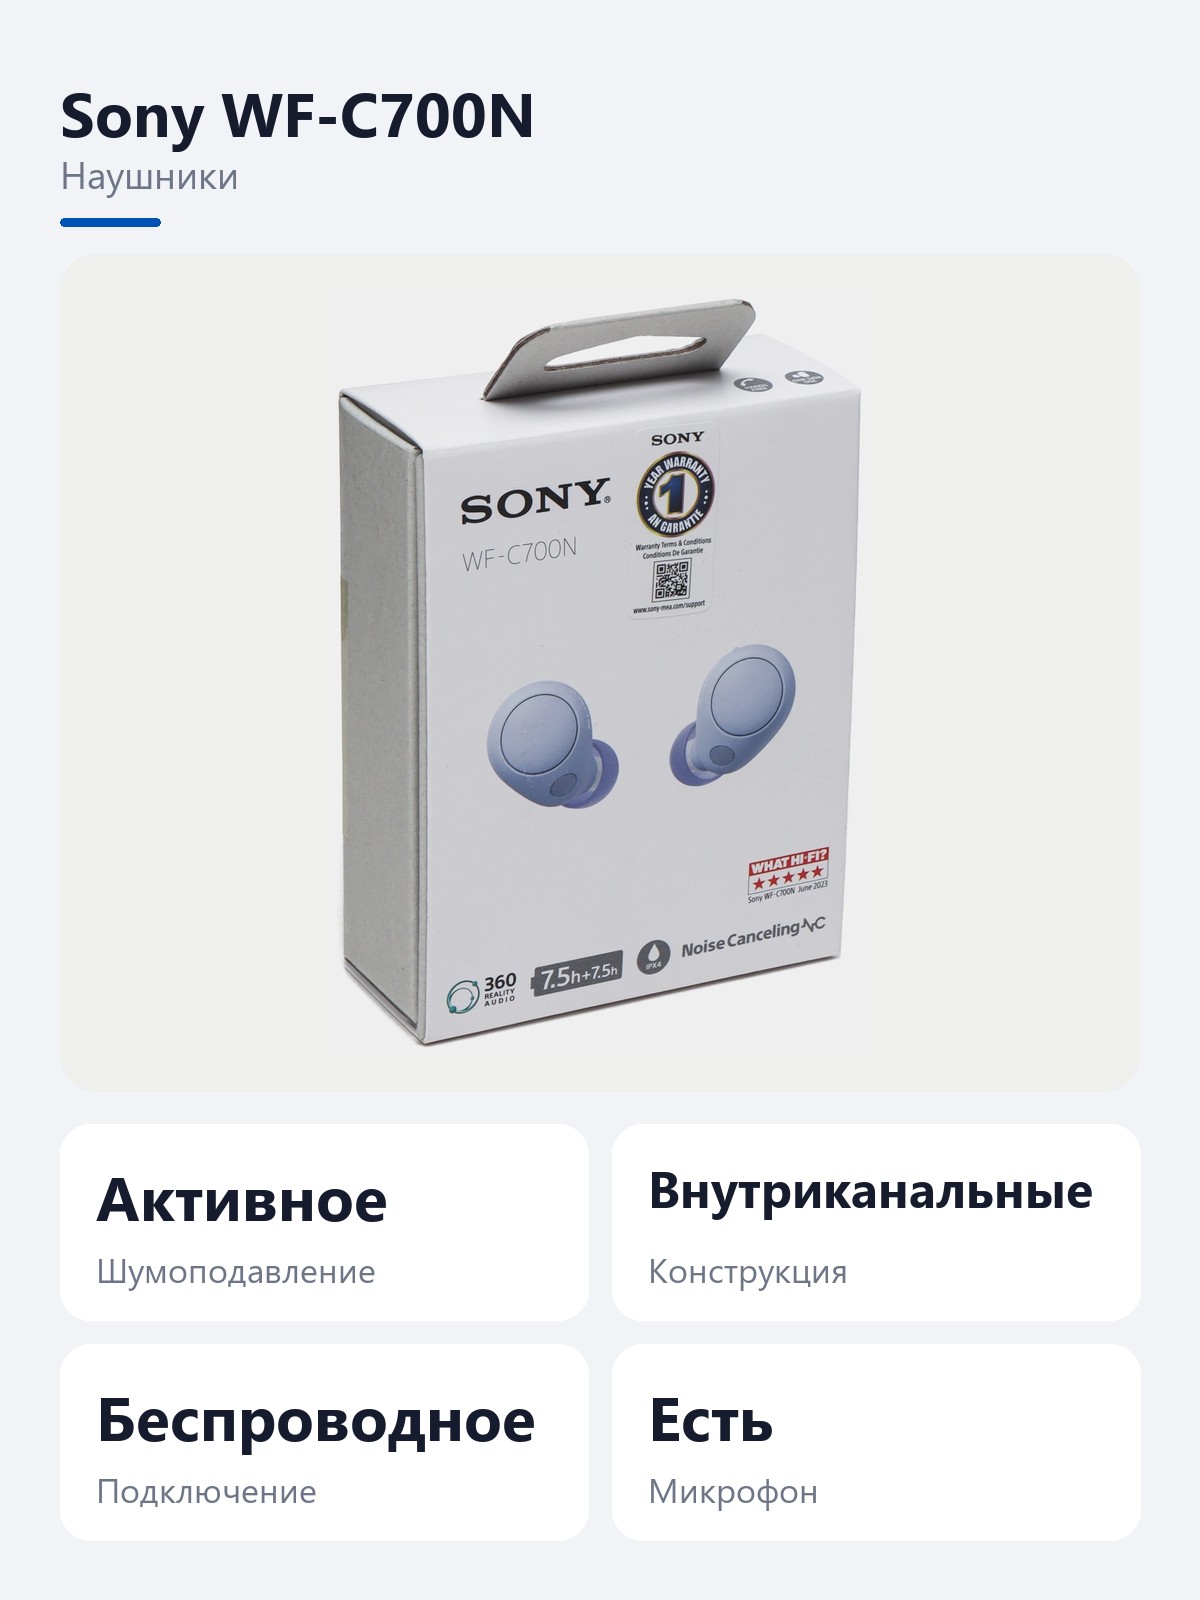 Sony WF-C700N
Наушники
SONY
YEAR WARRANTY
1
AN GARANTIE
Warranty Terms & Conditions
Conditions De Garantie
www.sony-mea.com/support
SONY®
WF-C700N
WHAT HI-FI?
Sony WF-C700N June 2023
360
REALITY
AUDIO
7.5h+7.5h
IPX4
Noise Canceling NC
Активное
Шумоподавление
Внутриканальные
Конструкция
Беспроводное
Подключение
Есть
Микрофон